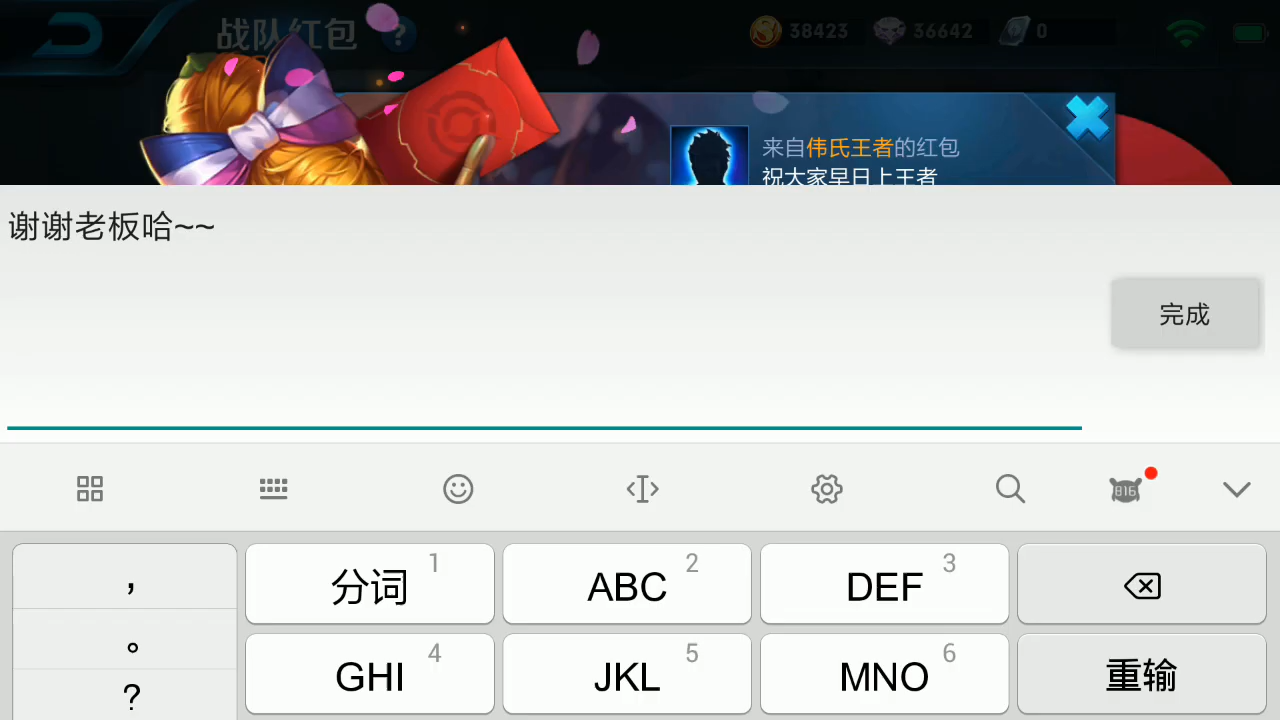 战队红包
?
38423
36642
0
来自伟氏王者的红包
祝大家早日上王者
谢谢老板哈~~
完成
816
，
分词 1
ABC 2
DEF 3
。
GHI 4
JKL 5
MNO 6
重输
?